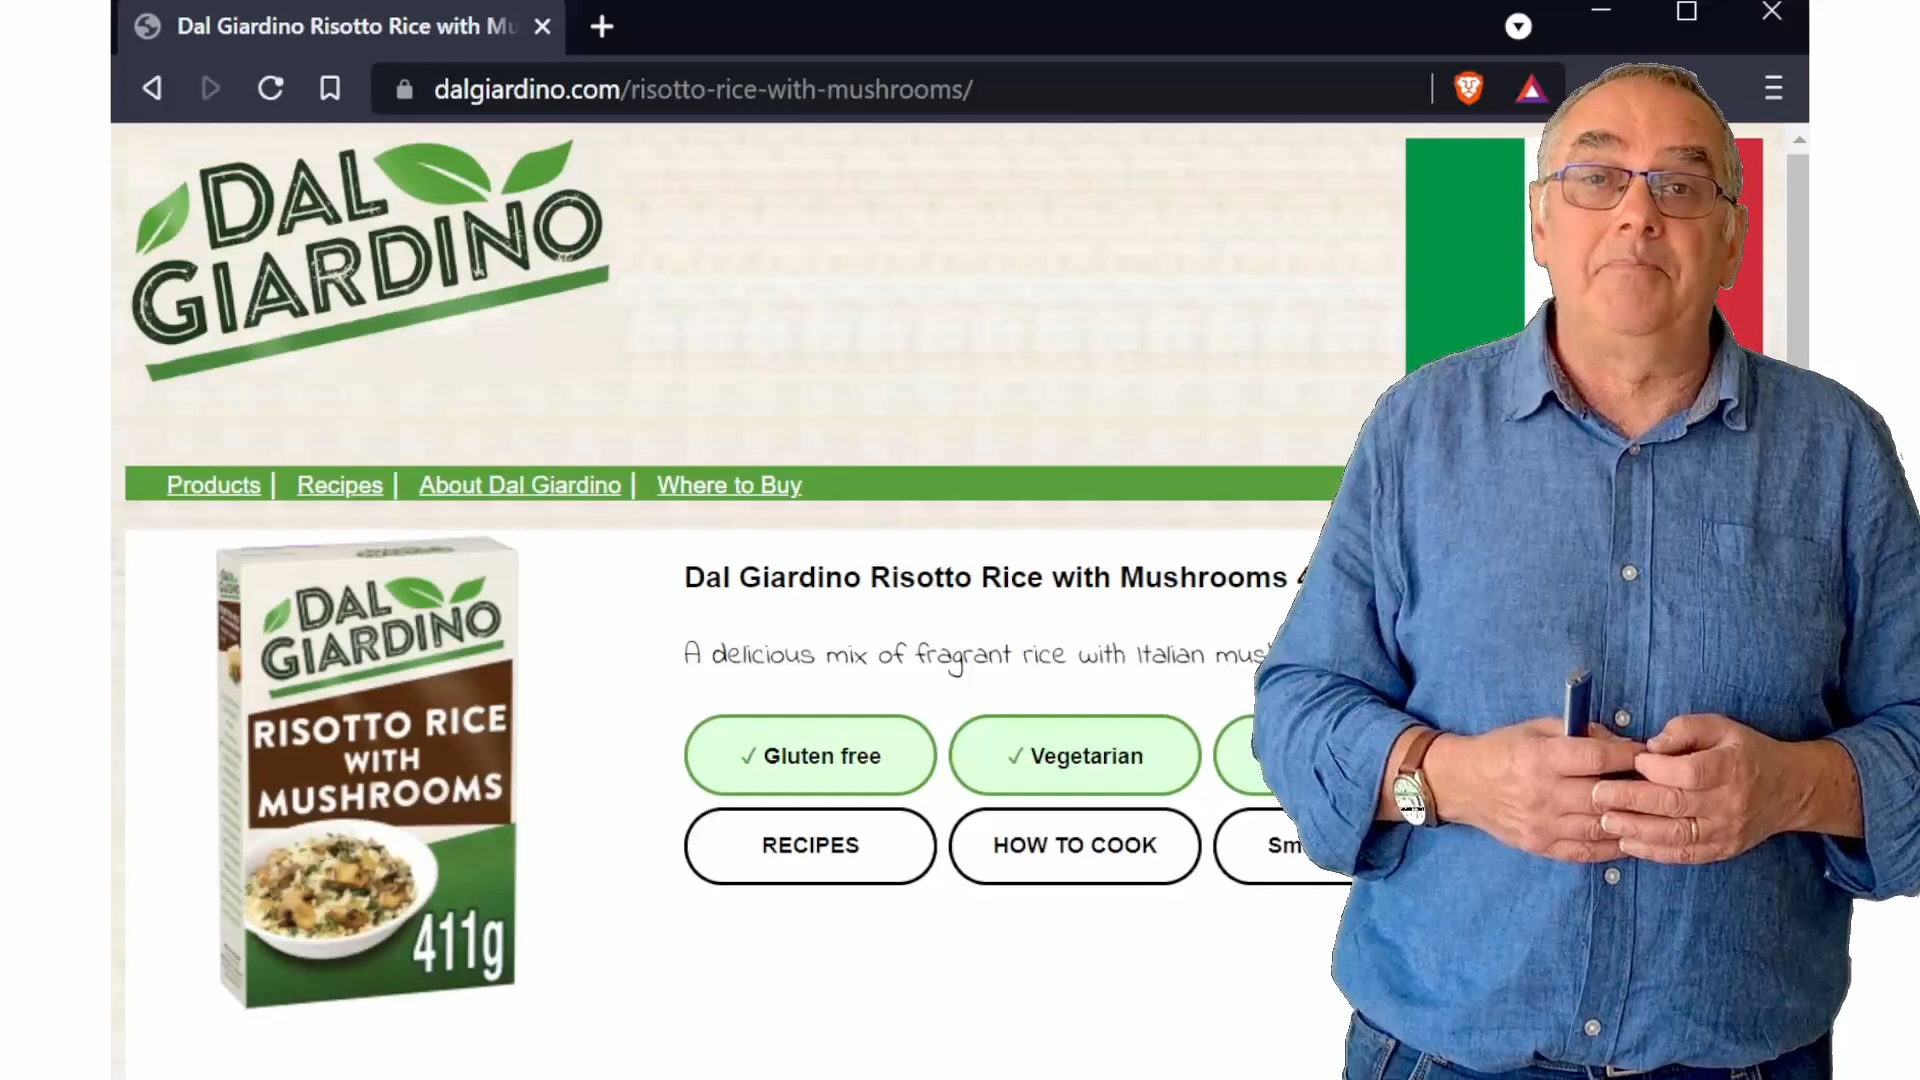 Dal Giardino Risotto Rice with Mu
dalgiardino.com/risotto-rice-with-mushrooms/
DAL
GIARDINO
Products | Recipes | About Dal Giardino | Where to Buy
DAL
GIARDINO
RISOTTO RICE
WITH
MUSHROOMS
411g
Dal Giardino Risotto Rice with Mushrooms
A delicious mix of fragrant rice with Italian mus
✓ Gluten free
✓ Vegetarian
RECIPES
HOW TO COOK
Sm